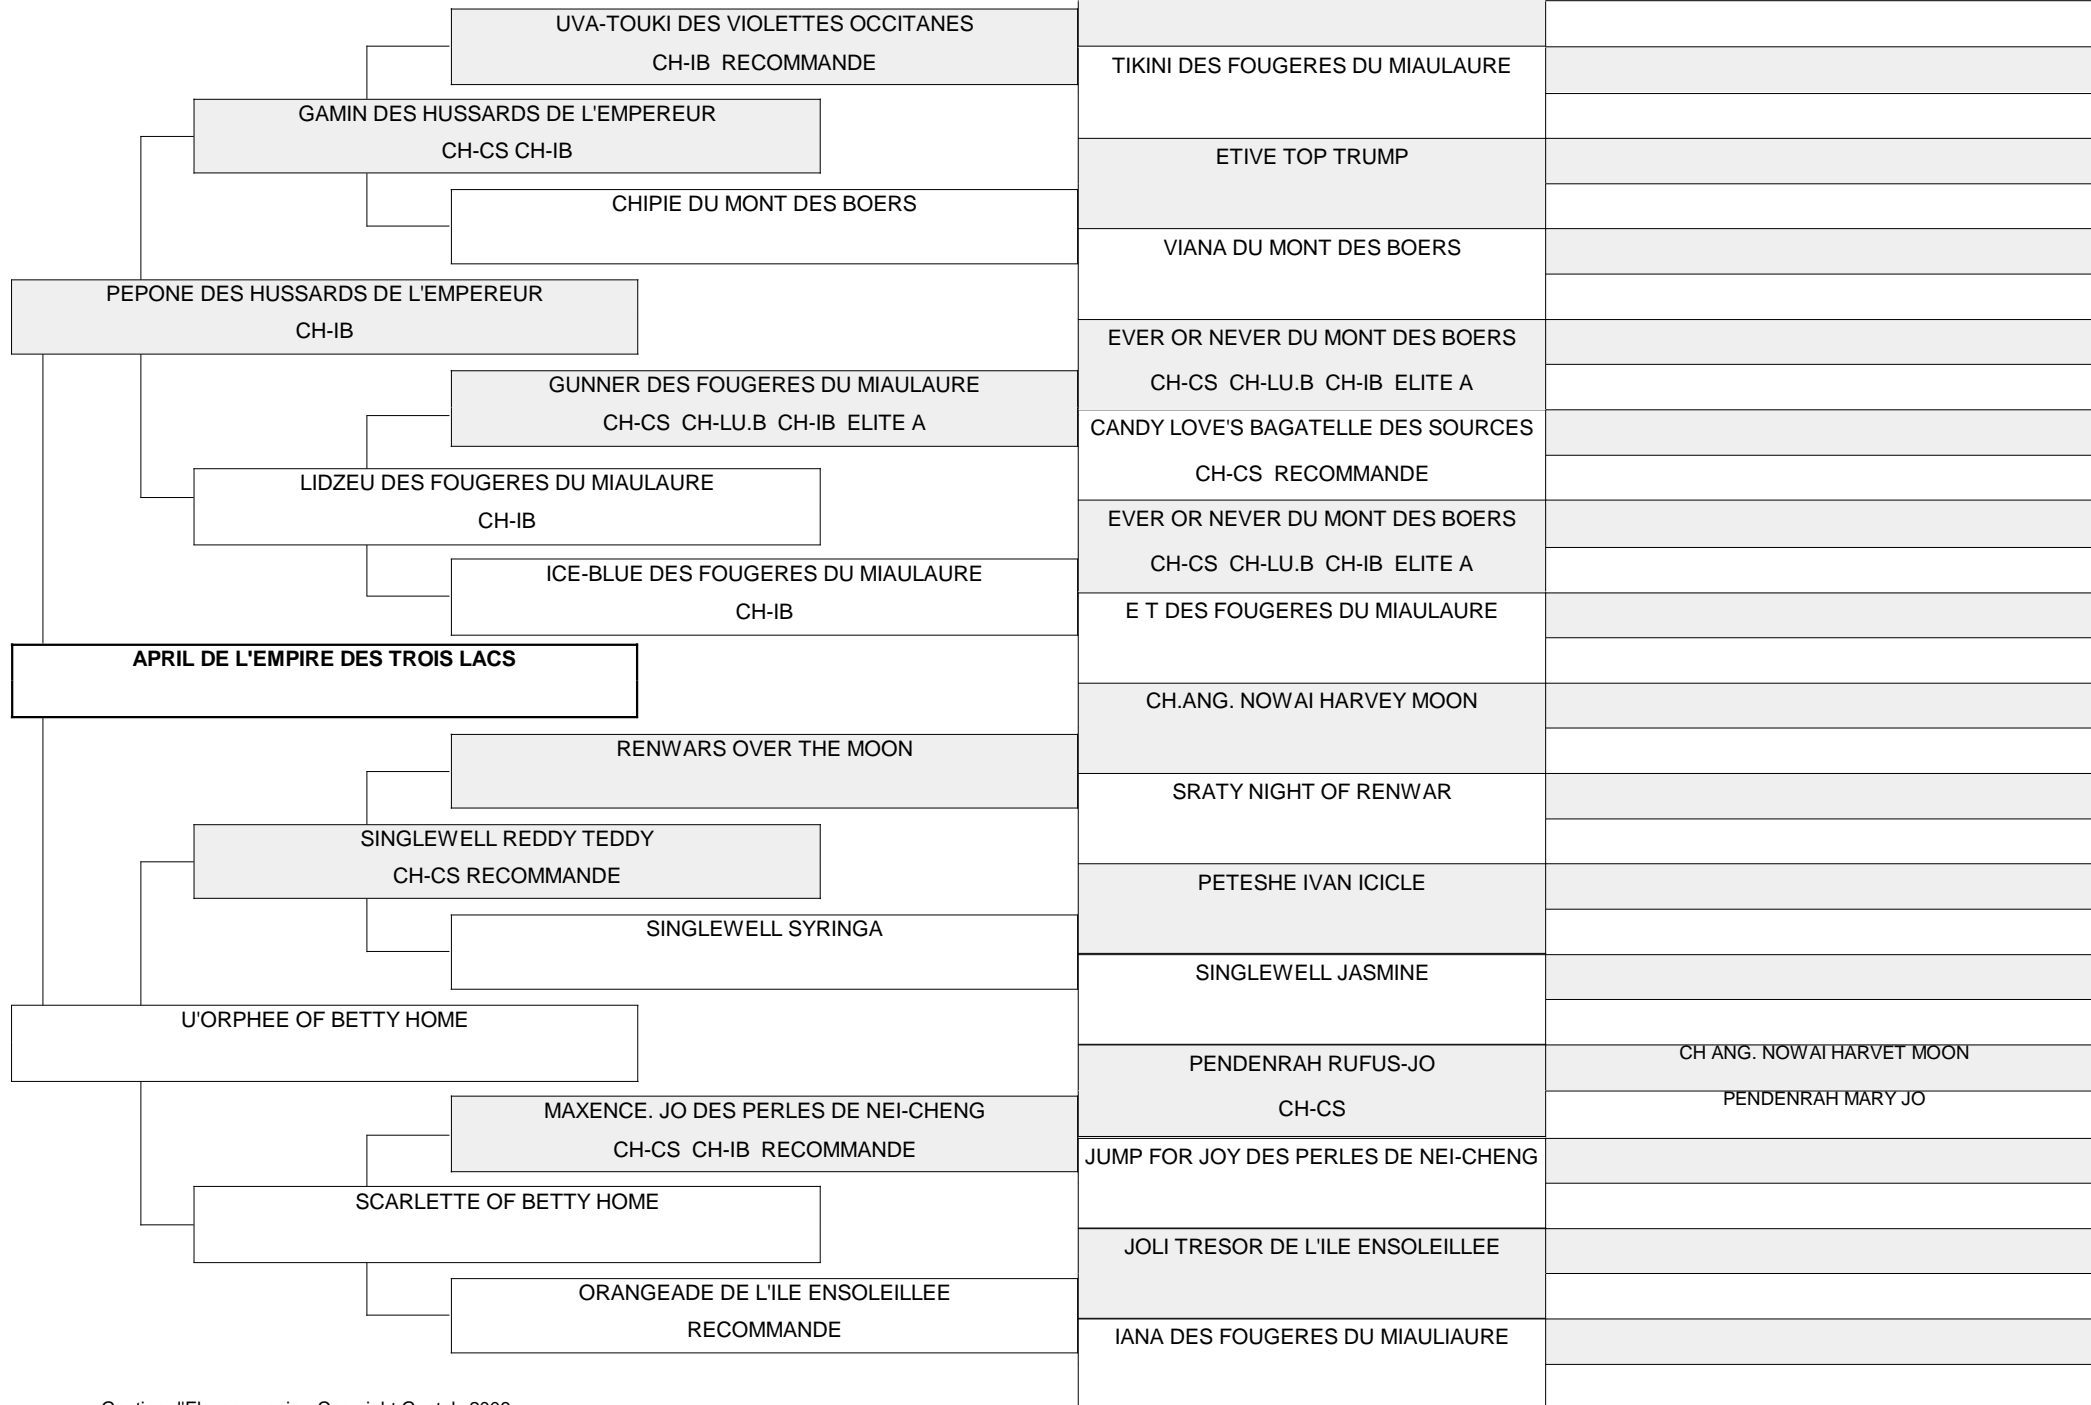 UVA-TOUKI DES VIOLETTES OCCITANES
CH-IB RECOMMANDE
TIKINI DES FOUGERES DU MIAULAURE
GAMIN DES HUSSARDS DE L'EMPEREUR
CH-CS CH-IB
ETIVE TOP TRUMP
CHIPIE DU MONT DES BOERS
VIANA DU MONT DES BOERS
PEPONE DES HUSSARDS DE L'EMPEREUR
CH-IB
EVER OR NEVER DU MONT DES BOERS
CH-CS CH-LU.B CH-IB ELITE A
GUNNER DES FOUGERES DU MIAULAURE
CH-CS CH-LU.B CH-IB ELITE A
CANDY LOVE'S BAGATELLE DES SOURCES
CH-CS RECOMMANDE
LIDZEU DES FOUGERES DU MIAULAURE
CH-IB
EVER OR NEVER DU MONT DES BOERS
CH-CS CH-LU.B CH-IB ELITE A
ICE-BLUE DES FOUGERES DU MIAULAURE
CH-IB
E T DES FOUGERES DU MIAULAURE
APRIL DE L'EMPIRE DES TROIS LACS
CH.ANG. NOWAI HARVEY MOON
RENWARS OVER THE MOON
SRATY NIGHT OF RENWAR
SINGLEWELL REDDY TEDDY
CH-CS RECOMMANDE
PETESHE IVAN ICICLE
SINGLEWELL SYRINGA
SINGLEWELL JASMINE
U'ORPHEE OF BETTY HOME
PENDENRAH RUFUS-JO
CH-CS
CH ANG. NOWAI HARVET MOON
PENDENRAH MARY JO
MAXENCE. JO DES PERLES DE NEI-CHENG
CH-CS CH-IB RECOMMANDE
JUMP FOR JOY DES PERLES DE NEI-CHENG
SCARLETTE OF BETTY HOME
JOLI TRESOR DE L'ILE ENSOLEILLEE
ORANGEADE DE L'ILE ENSOLEILLEE
RECOMMANDE
IANA DES FOUGERES DU MIAULIAURE